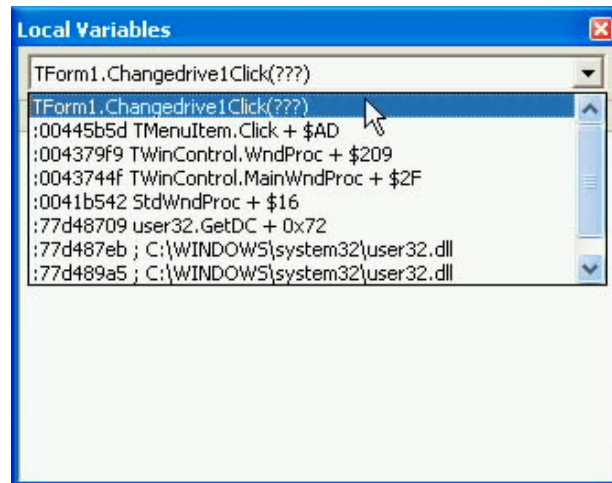 Local Variables
TForm1.Changedrive1Click(???)
TForm1.Changedrive1Click(???)
:00445b5d TMenuItem.Click + $AD
:004379f9 TWinControl.WndProc + $209
:0043744f TWinControl.MainWndProc + $2F
:0041b542 StdWndProc + $16
:77d48709 user32.GetDC + 0x72
:77d487eb ; C:\WINDOWS\system32\user32.dll
:77d489a5 ; C:\WINDOWS\system32\user32.dll